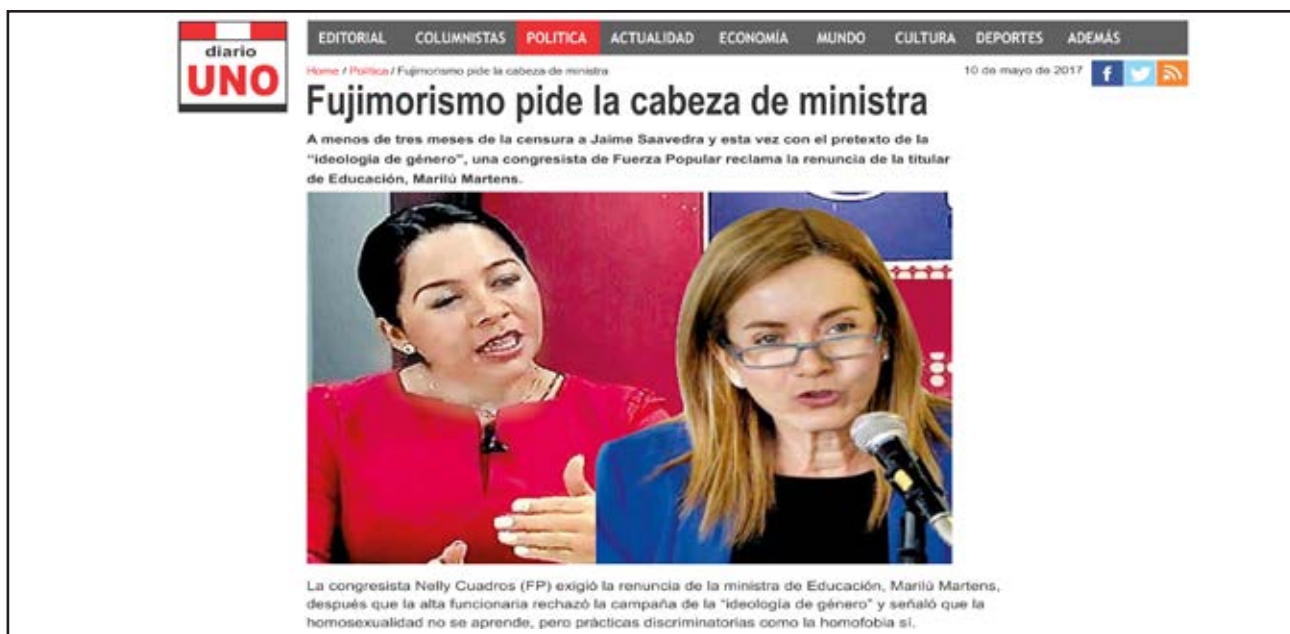 diario
UNO
EDITORIAL COLUMNISTAS POLITICA ACTUALIDAD ECONOMÍA MUNDO CULTURA DEPORTES ADEMÁS
Home / Política / Fujimorismo pide la cabeza de ministra
10 de mayo de 2017
Fujimorismo pide la cabeza de ministra
A menos de tres meses de la censura a Jaime Saavedra y esta vez con el pretexto de la
“ideología de género”, una congresista de Fuerza Popular reclama la renuncia de la titular
de Educación, Marilú Martens.
La congresista Nelly Cuadros (FP) exigió la renuncia de la ministra de Educación, Marilú Martens,
después que la alta funcionaria rechazó la campaña de la “ideología de género” y señaló que la
homosexualidad no se aprende, pero prácticas discriminatorias como la homofobia sí.